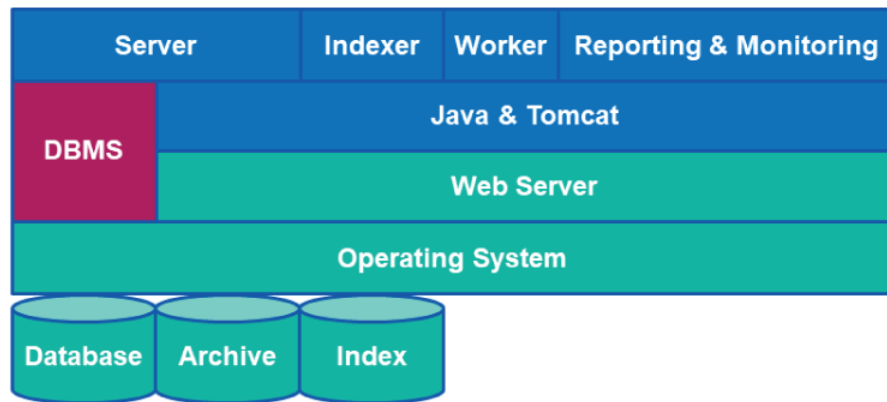 Server
Indexer
Worker
Reporting & Monitoring
DBMS
Java & Tomcat
Web Server
Operating System
Database
Archive
Index